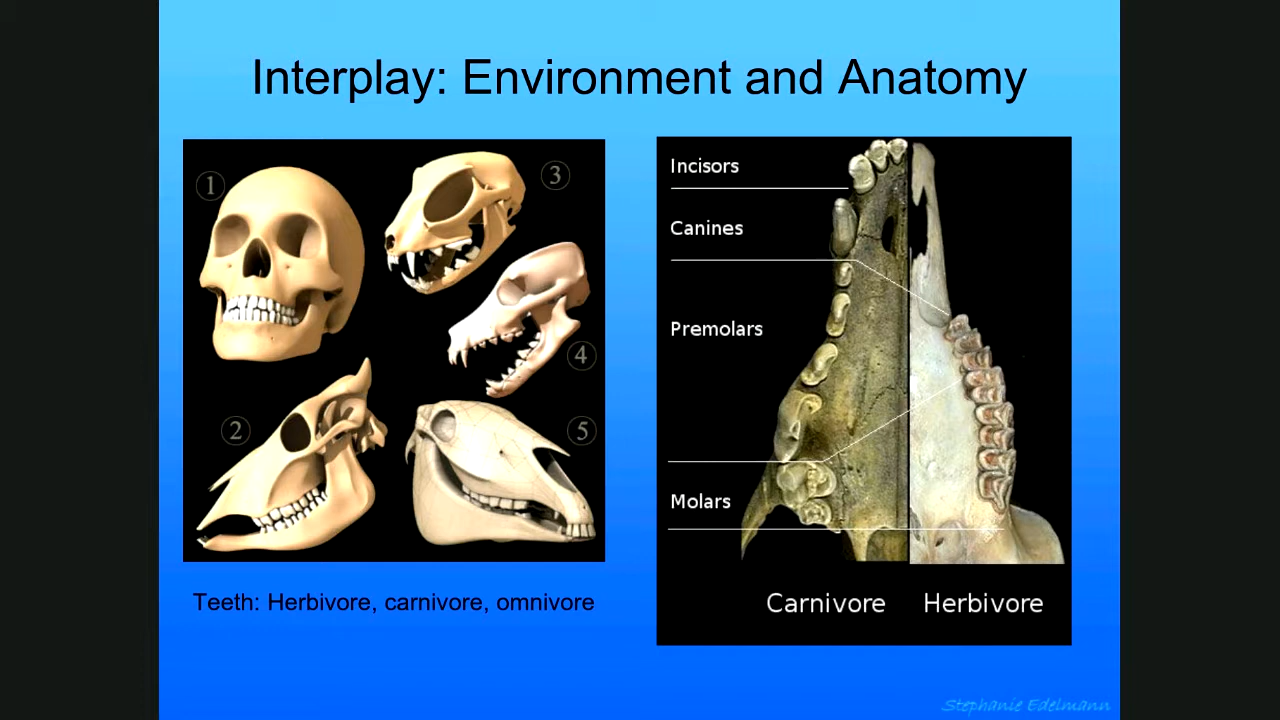 Interplay: Environment and Anatomy
1
2
3
4
5
Teeth: Herbivore, carnivore, omnivore
Incisors
Canines
Premolars
Molars
Carnivore Herbivore
Stephanie Edelmann